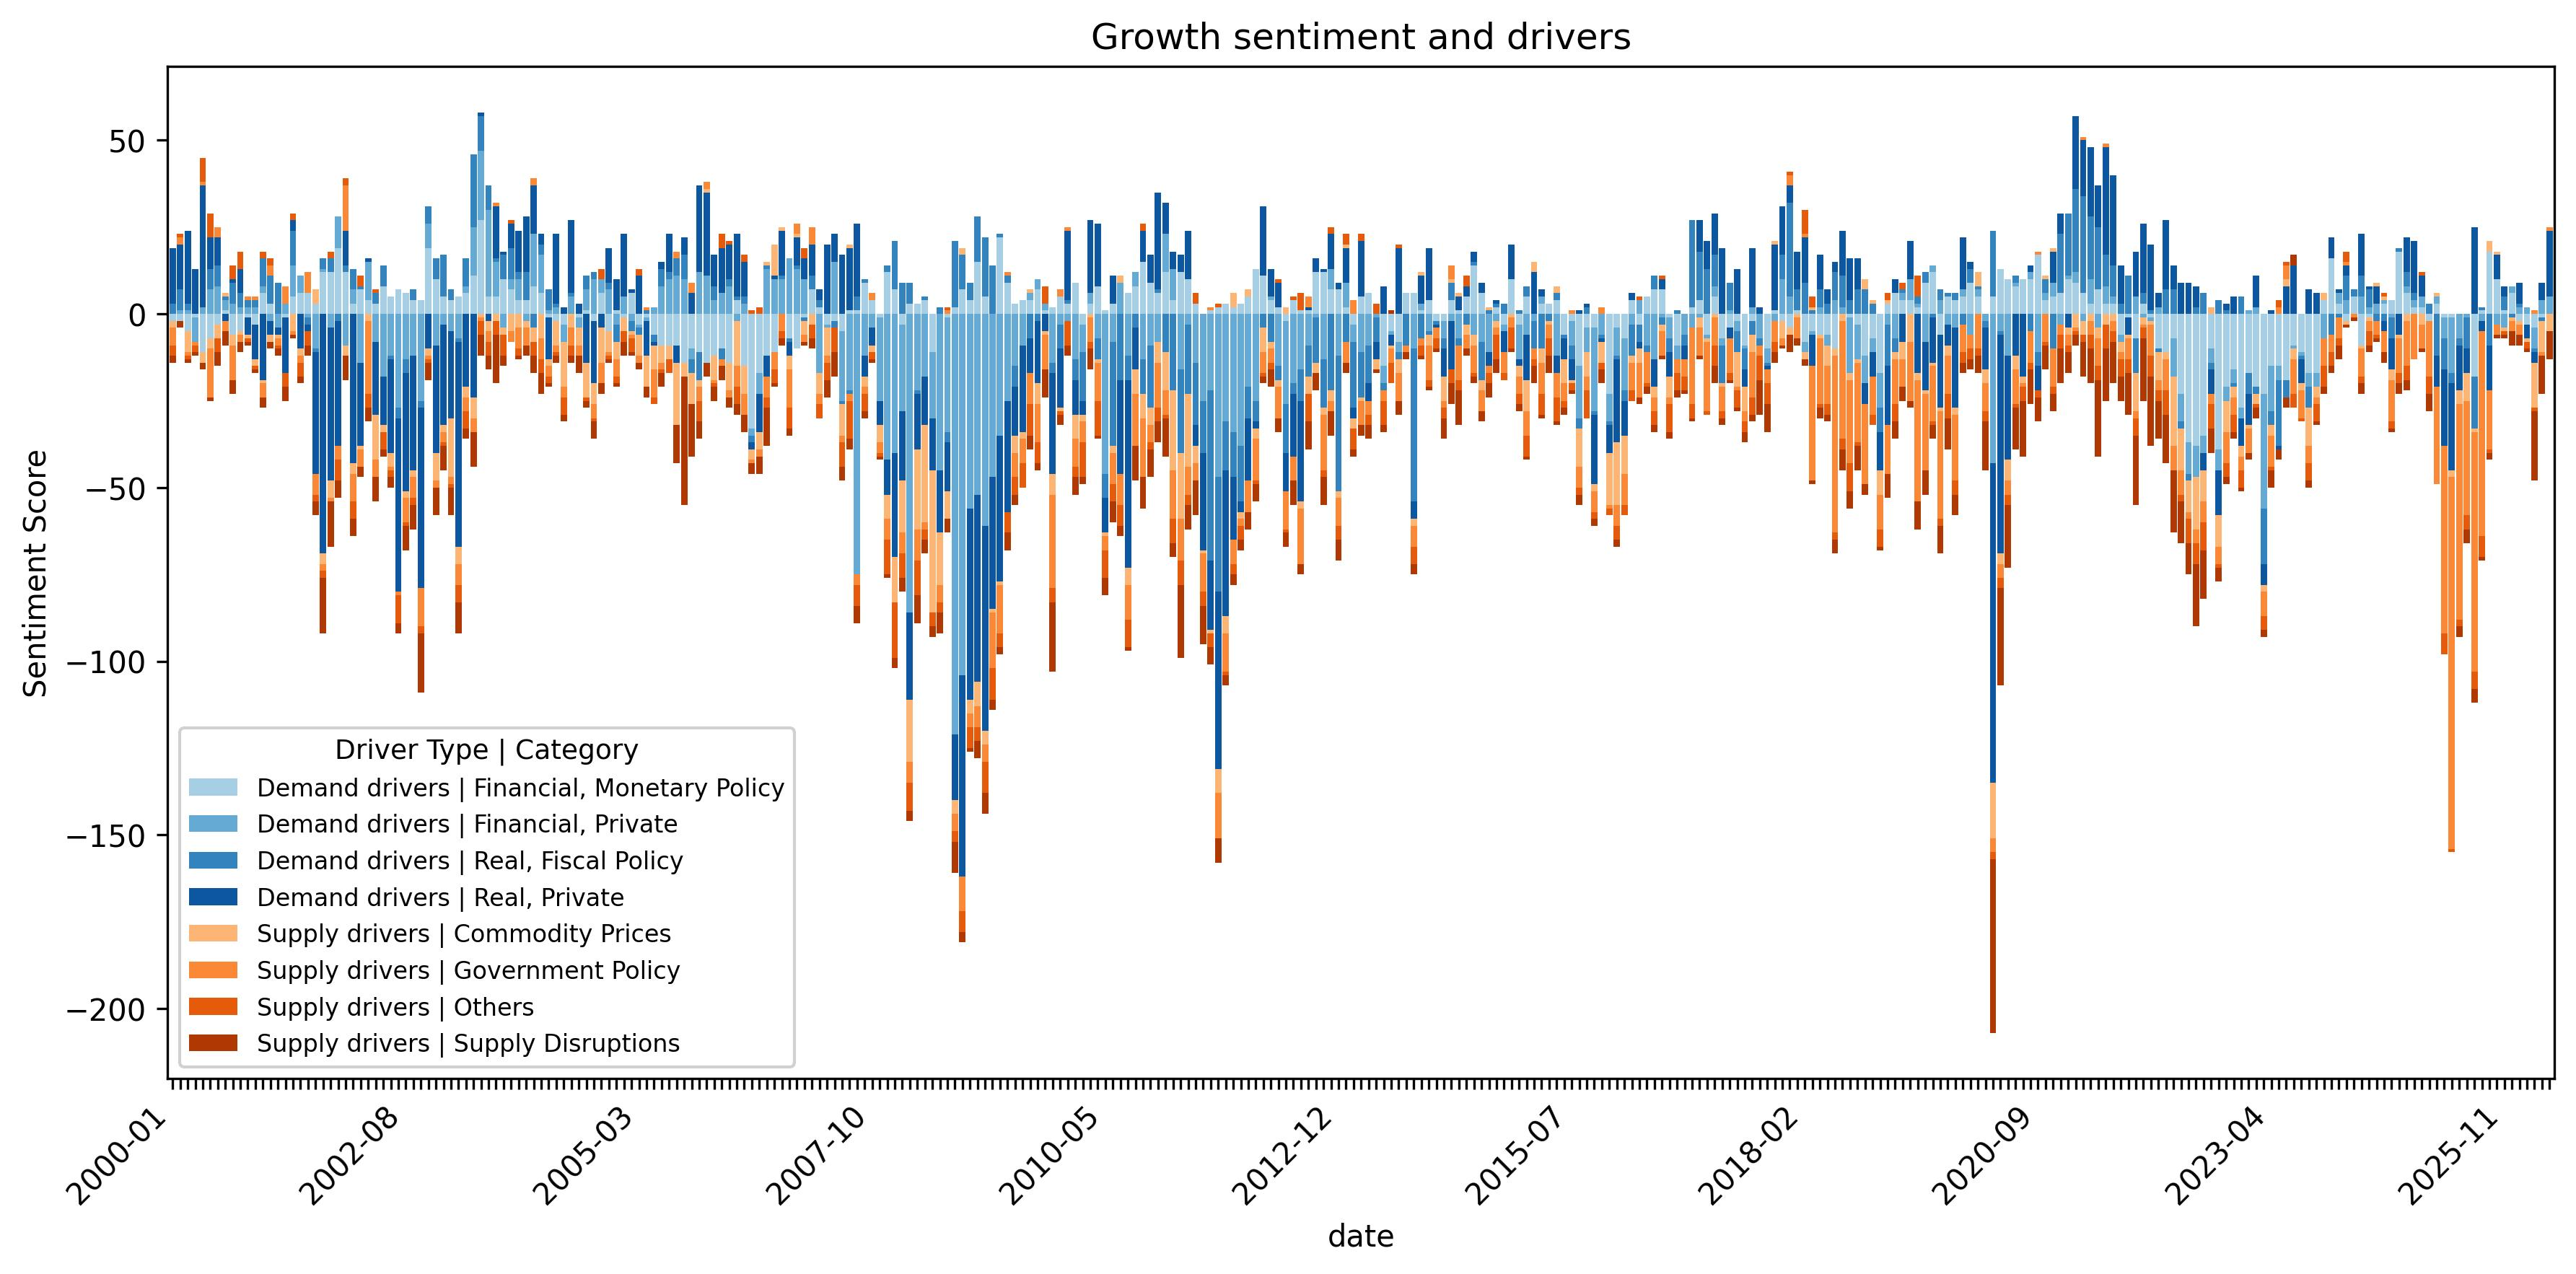 Growth sentiment and drivers
Sentiment Score
50
0
−50
−100
−150
−200
Driver Type | Category
Demand drivers | Financial, Monetary Policy
Demand drivers | Financial, Private
Demand drivers | Real, Fiscal Policy
Demand drivers | Real, Private
Supply drivers | Commodity Prices
Supply drivers | Government Policy
Supply drivers | Others
Supply drivers | Supply Disruptions
2000-01
2002-08
2005-03
2007-10
2010-05
2012-12
2015-07
2018-02
2020-09
2023-04
2025-11
date